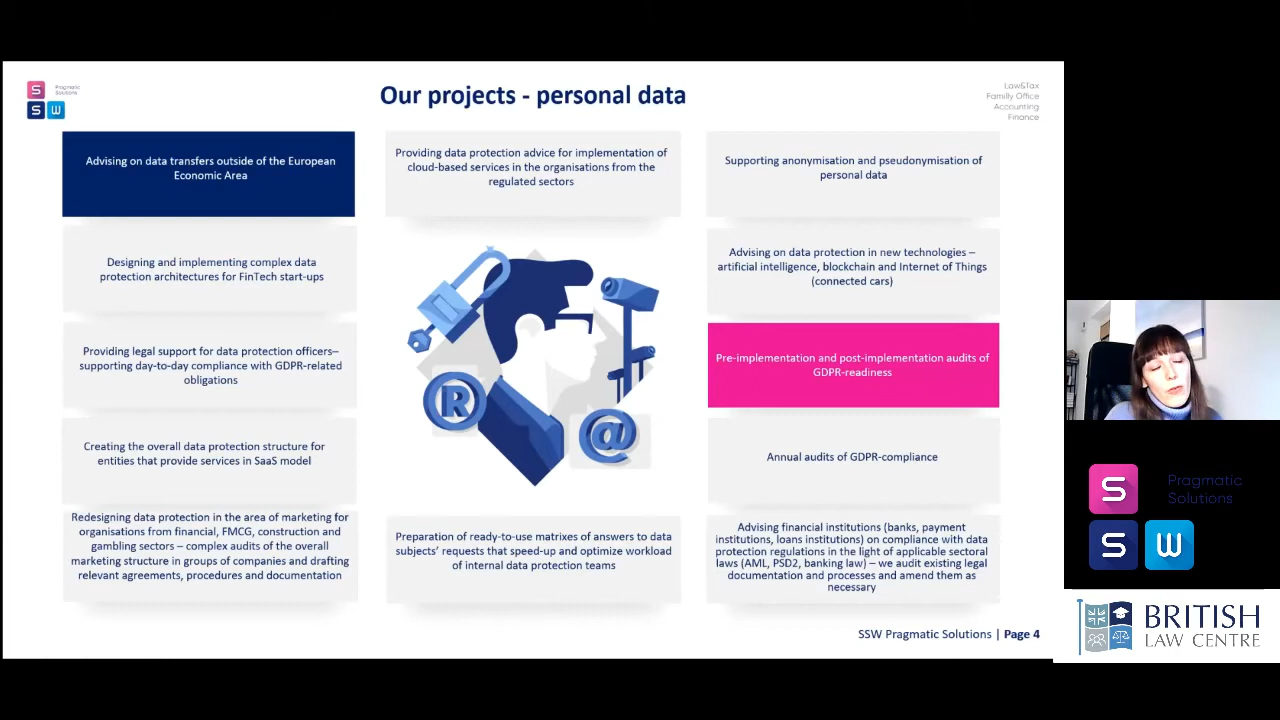 S
Pragmatic
Solutions
S W
Our projects - personal data
Law&Tax
Familly Office
Accounting
Finance
Advising on data transfers outside of the European
Economic Area
Providing data protection advice for implementation of
cloud-based services in the organisations from the
regulated sectors
Supporting anonymisation and pseudonymisation of
personal data
Designing and implementing complex data
protection architectures for FinTech start-ups
Advising on data protection in new technologies –
artificial intelligence, blockchain and Internet of Things
(connected cars)
Providing legal support for data protection officers–
supporting day-to-day compliance with GDPR-related
obligations
Pre-implementation and post-implementation audits of
GDPR-readiness
Creating the overall data protection structure for
entities that provide services in SaaS model
Annual audits of GDPR-compliance
R
@
Redesigning data protection in the area of marketing for
organisations from financial, FMCG, construction and
gambling sectors – complex audits of the overall
marketing structure in groups of companies and drafting
relevant agreements, procedures and documentation
Preparation of ready-to-use matrixes of answers to data
subjects' requests that speed-up and optimize workload
of internal data protection teams
Advising financial institutions (banks, payment
institutions, loans institutions) on compliance with data
protection regulations in the light of applicable sectoral
laws (AML, PSD2, banking law) – we audit existing legal
documentation and processes and amend them as
necessary
SSW Pragmatic Solutions | Page 4
S
Pragmatic
Solutions
S W
BRITISH
LAW CENTRE